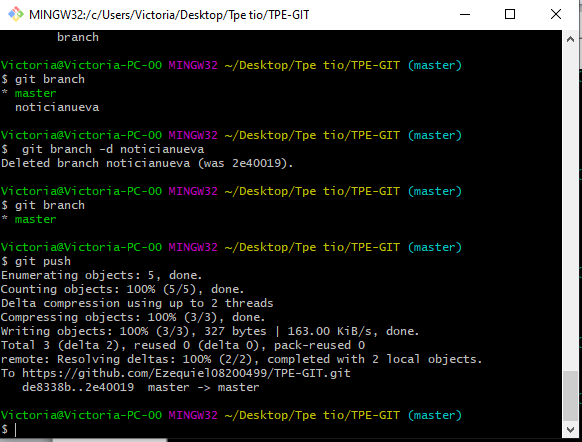 MINGW32:/c/Users/Victoria/Desktop/Tpe tio/TPE-GIT
branch
Victoria@Victoria-PC-00 MINGW32 ~/Desktop/Tpe tio/TPE-GIT (master)
$ git branch
* master
noticianueva
Victoria@Victoria-PC-00 MINGW32 ~/Desktop/Tpe tio/TPE-GIT (master)
$  git branch -d noticianueva
Deleted branch noticianueva (was 2e40019).
Victoria@Victoria-PC-00 MINGW32 ~/Desktop/Tpe tio/TPE-GIT (master)
$ git branch
* master
Victoria@Victoria-PC-00 MINGW32 ~/Desktop/Tpe tio/TPE-GIT (master)
$ git push
Enumerating objects: 5, done.
Counting objects: 100% (5/5), done.
Delta compression using up to 2 threads
Compressing objects: 100% (3/3), done.
Writing objects: 100% (3/3), 327 bytes | 163.00 KiB/s, done.
Total 3 (delta 2), reused 0 (delta 0), pack-reused 0
remote: Resolving deltas: 100% (2/2), completed with 2 local objects.
To https://github.com/Ezequiel08200499/TPE-GIT.git
de8338b..2e40019  master -> master
Victoria@Victoria-PC-00 MINGW32 ~/Desktop/Tpe tio/TPE-GIT (master)
$